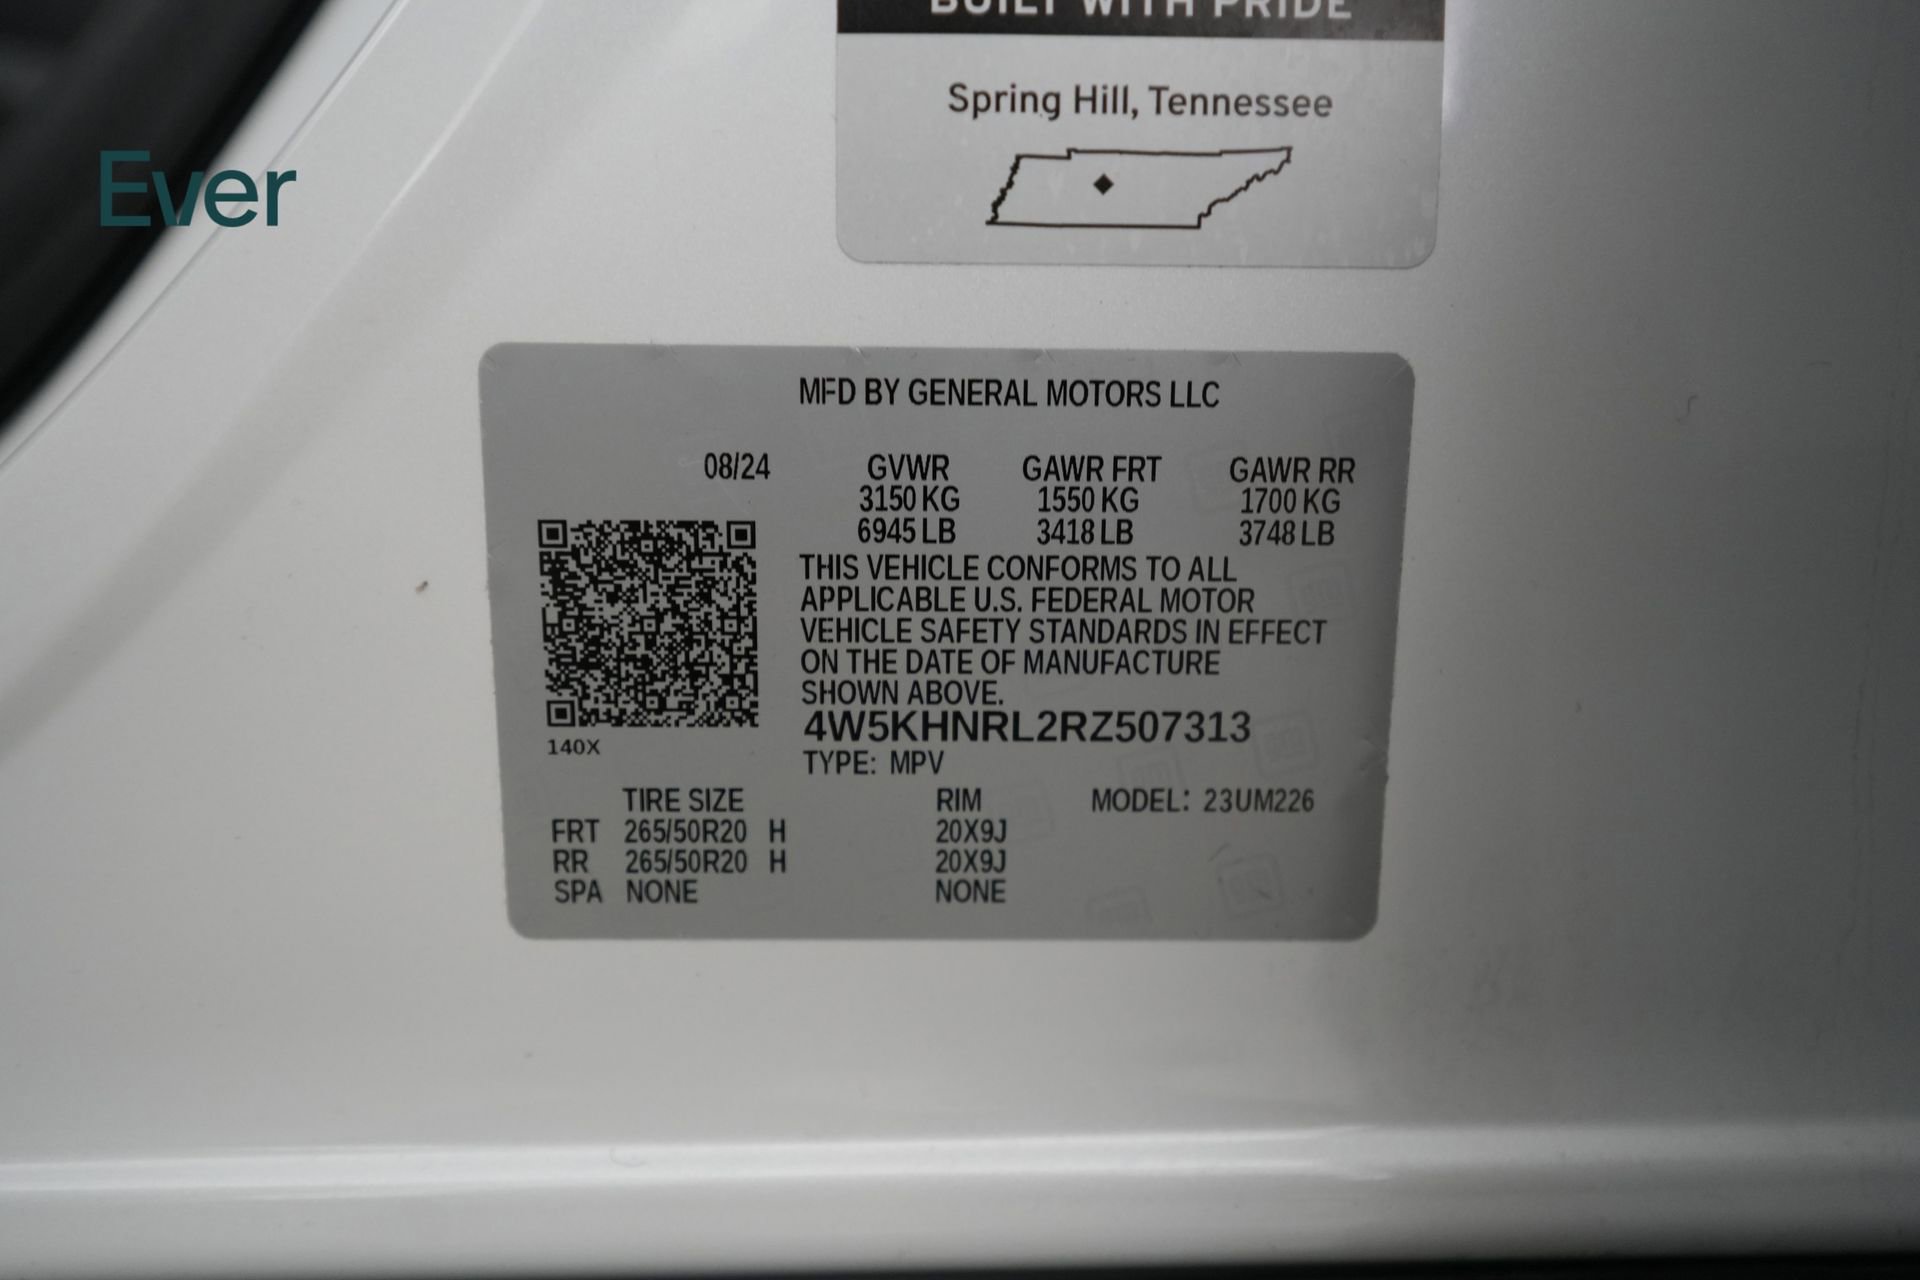 BUILT WITH PRIDE
Spring Hill, Tennessee
Ever
MFD BY GENERAL MOTORS LLC
08/24 GVWR GAWR FRT GAWR RR
3150 KG 1550 KG 1700 KG
6945 LB 3418 LB 3748 LB
THIS VEHICLE CONFORMS TO ALL
APPLICABLE U.S. FEDERAL MOTOR
VEHICLE SAFETY STANDARDS IN EFFECT
ON THE DATE OF MANUFACTURE
SHOWN ABOVE.
4W5KHNRL2RZ507313
140X
TYPE: MPV
TIRE SIZE RIM MODEL: 23UM226
FRT 265/50R20 H 20X9J
RR 265/50R20 H 20X9J
SPA NONE NONE